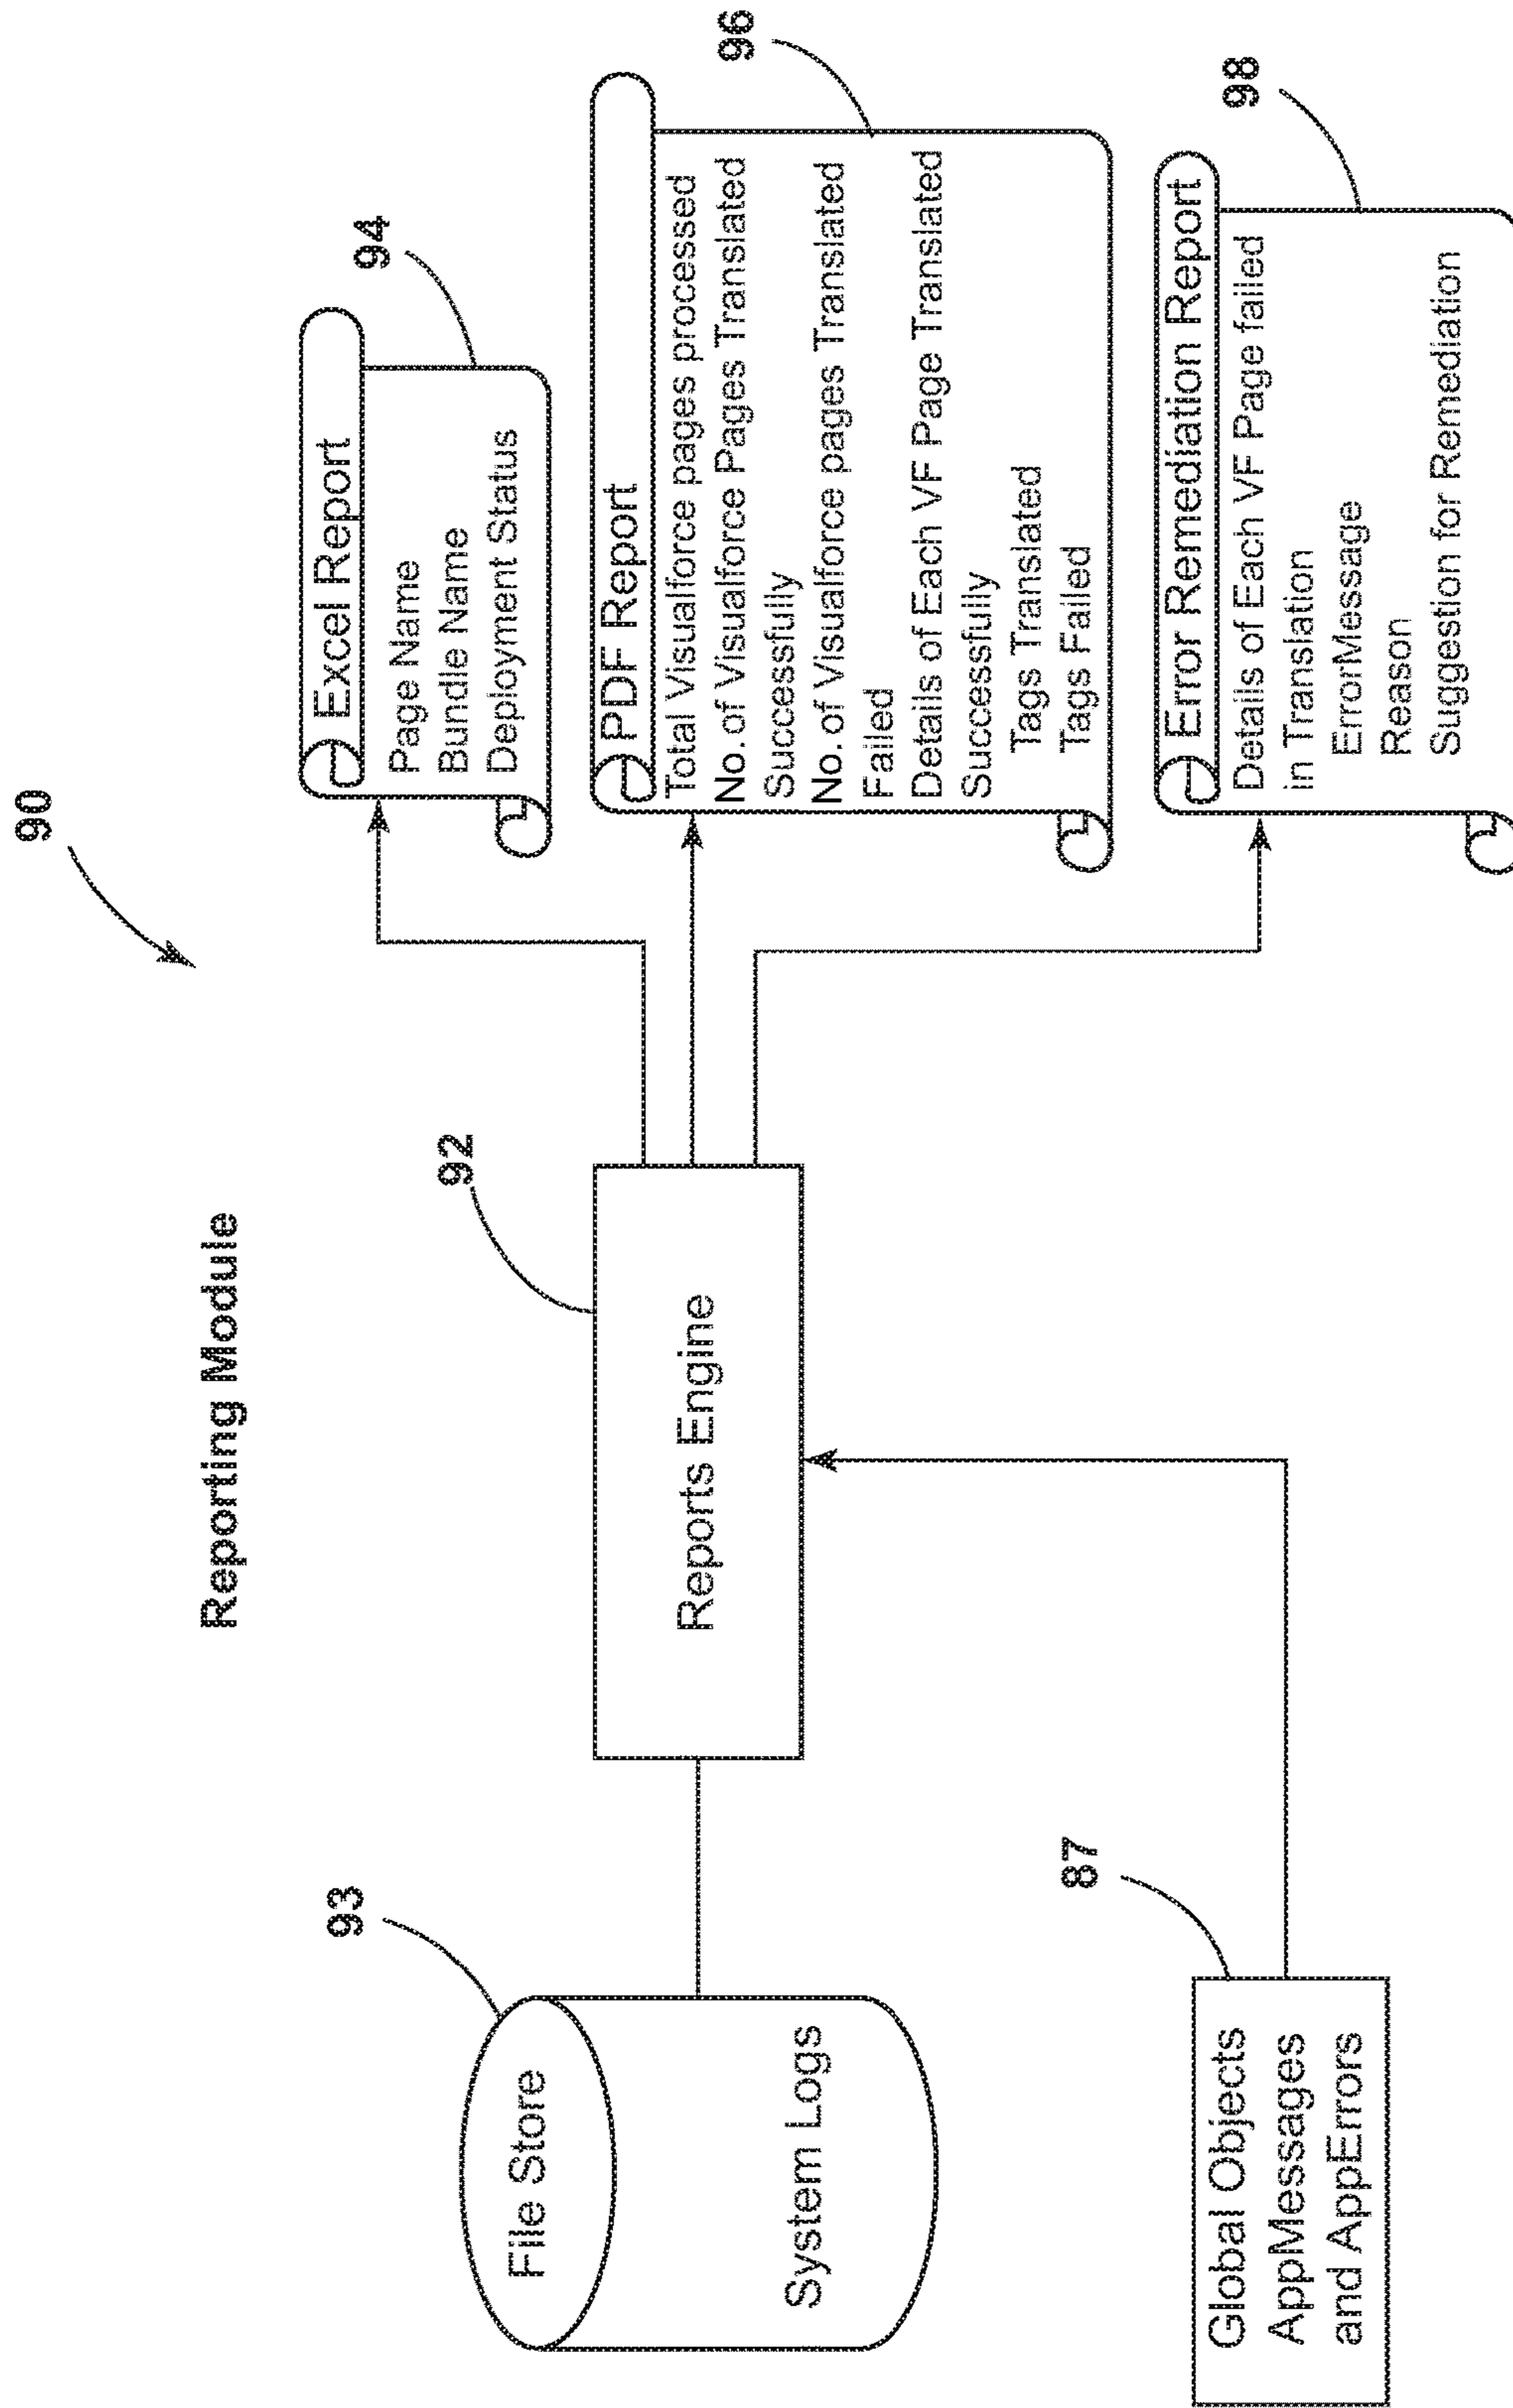 90
Reporting Module
93
File Store
System Logs
87
Global Objects
AppMessages
and AppErrors
92
Reports Engine
94
Excel Report
Page Name
Bundle Name
Deployment Status
96
PDF Report
Total Visualforce pages processed
No. of Visualforce Pages Translated
Successfully
No. of Visualforce pages Translated
Failed
Details of Each VF Page Translated
Successfully
Tags Translated
Tags Failed
98
Error Remediation Report
Details of Each VF Page failed
in Translation
ErrorMessage
Reason
Suggestion for Remediation